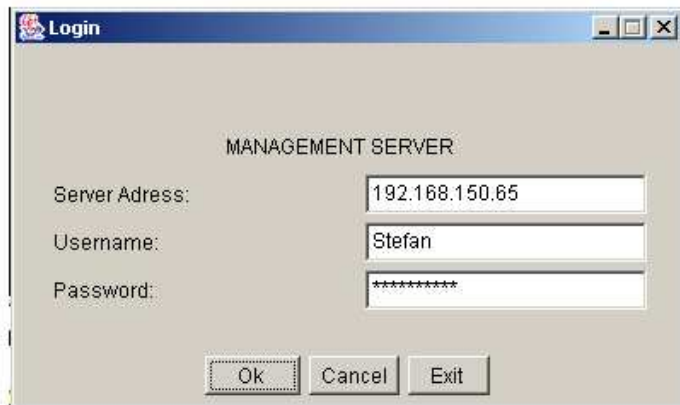 Login
MANAGEMENT SERVER
Server Adress: 192.168.150.65
Username: Stefan
Password: **********
Ok Cancel Exit